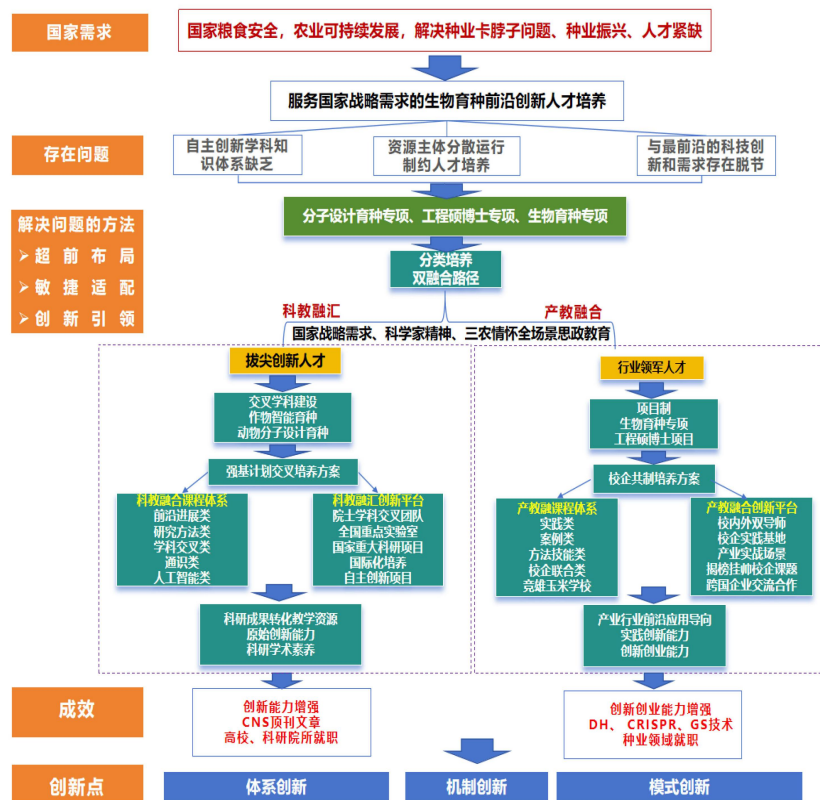 国家需求
国家粮食安全，农业可持续发展，解决种业卡脖子问题、种业振兴、人才紧缺
服务国家战略需求的生物育种前沿创新人才培养
存在问题
自主创新学科知
识体系缺乏
资源主体分散运行
制约人才培养
与最前沿的科技创
新和需求存在脱节
解决问题的方法
➢超前布局
➢敏捷适配
➢创新引领
分子设计育种专项、工程硕博士专项、生物育种专项
分类培养
双融合路径
科教融汇
产教融合
国家战略需求、科学家精神、三农情怀全场景思政教育
拔尖创新人才
交叉学科建设
作物智能育种
动物分子设计育种
强基计划交叉培养方案
科教融合课程体系
前沿进展类
研究方法类
学科交叉类
通识类
人工智能类
科教融汇创新平台
院士学科交叉团队
全国重点实验室
国家重大科研项目
国际化培养
自主创新项目
科研成果转化教学资源
原始创新能力
科研学术素养
行业领军人才
项目制
生物育种专项
工程硕博士项目
校企共制培养方案
产教融课程体系
实践类
案例类
方法技能类
校企联合类
竞雄玉米学校
产教融合创新平台
校内外双导师
校企实践基地
产业实战场景
揭榜挂帅校企课题
跨国企业交流合作
产业行业前沿应用导向
实践创新能力
创新创业能力
成效
创新能力增强
CNS顶刊文章
高校、科研院所就职
创新创业能力增强
DH、 CRISPR、GS技术
种业领域就职
创新点
体系创新
机制创新
模式创新